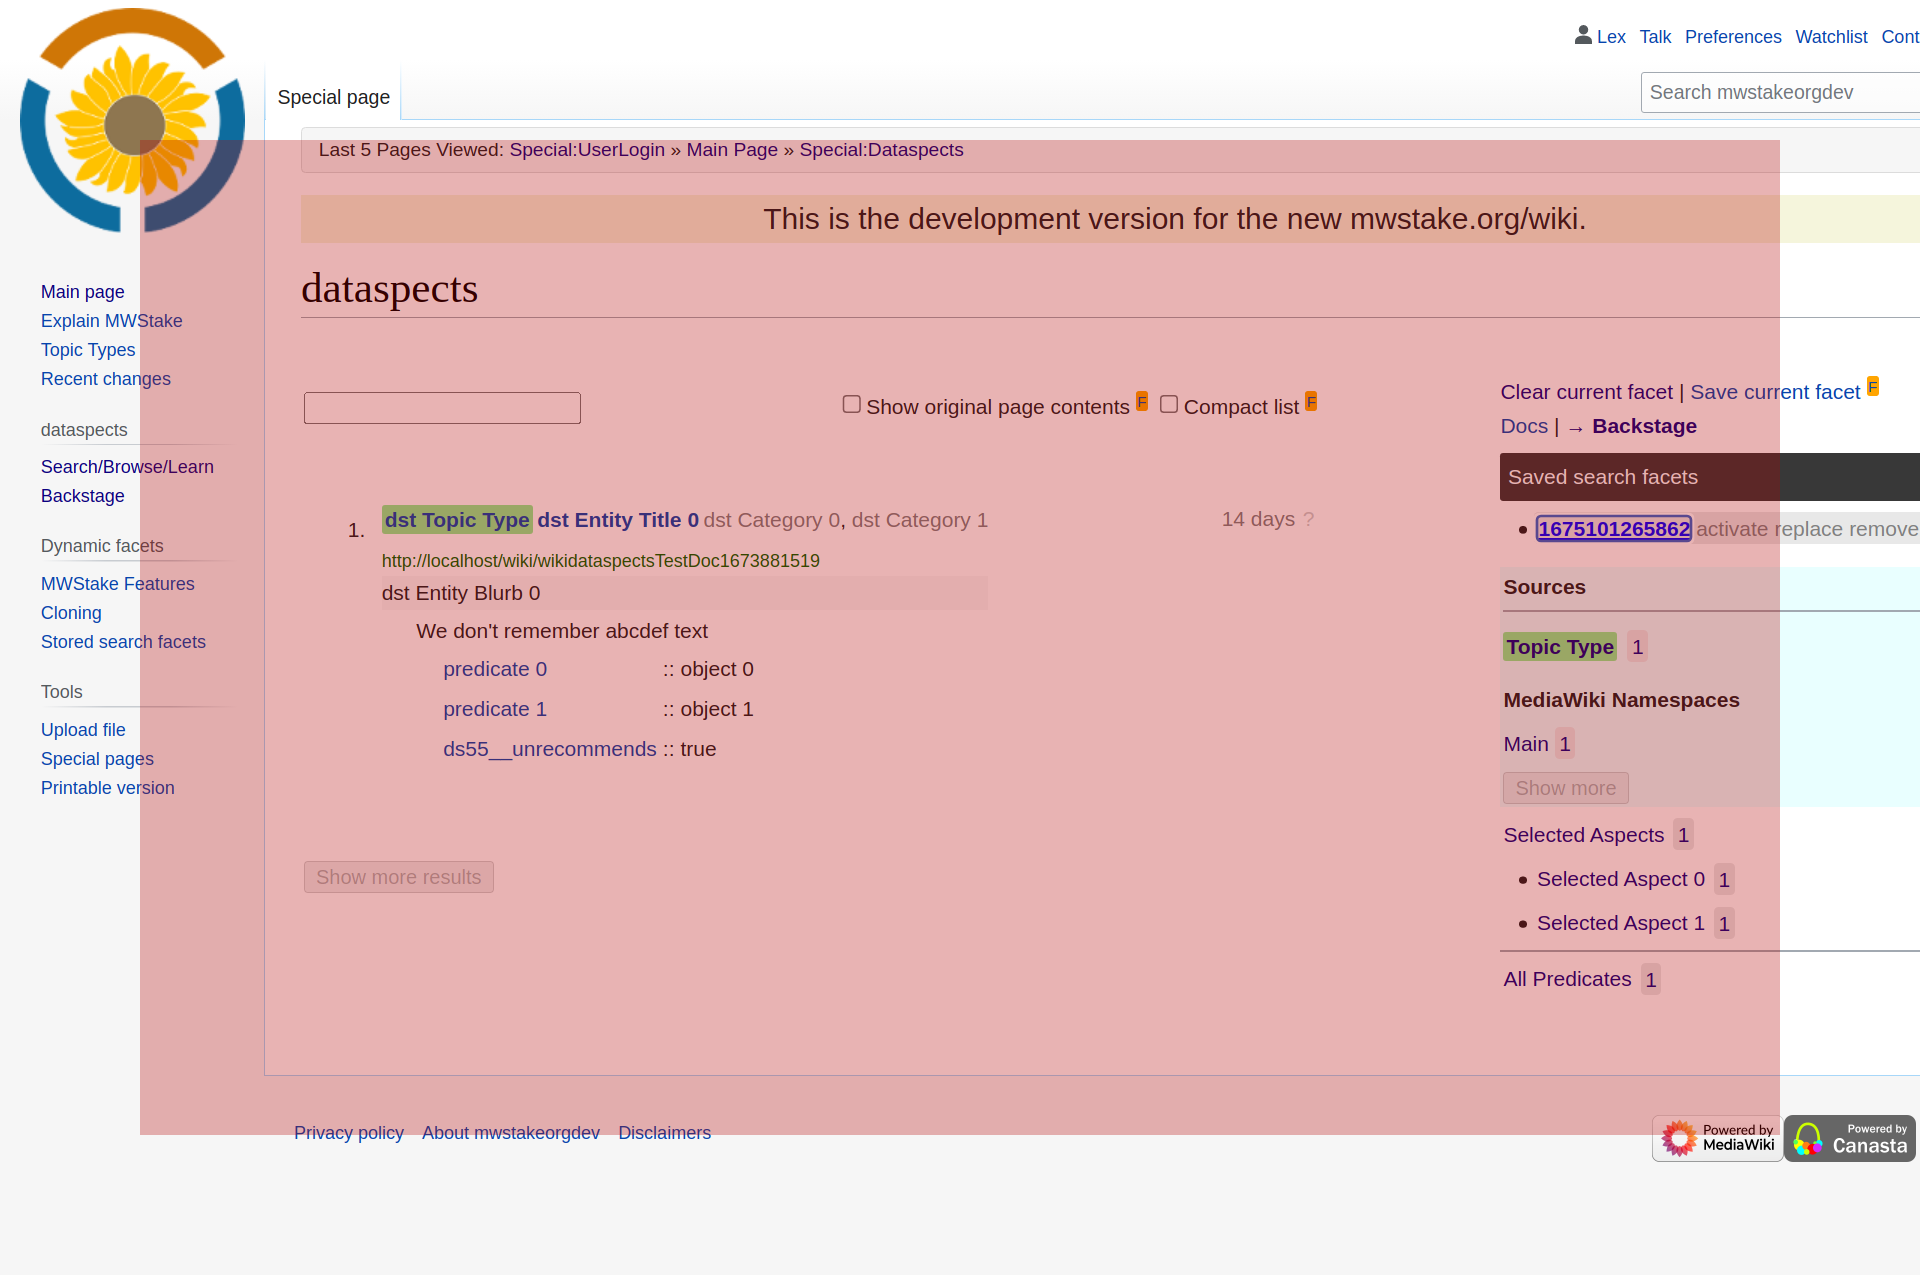 Lex Talk Preferences Watchlist Cont
Special page
Search mwstakeorgdev
Last 5 Pages Viewed: Special:UserLogin » Main Page » Special:Dataspects
This is the development version for the new mwstake.org/wiki.
dataspects
Main page
Explain MWStake
Topic Types
Recent changes
dataspects
Search/Browse/Learn
Backstage
Dynamic facets
MWStake Features
Cloning
Stored search facets
Tools
Upload file
Special pages
Printable version
Show original page contents F Compact list F
1. dst Topic Type dst Entity Title 0 dst Category 0, dst Category 1 14 days ?
http://localhost/wiki/wikidataspectsTestDoc1673881519
dst Entity Blurb 0
We don't remember abcdef text
predicate 0 :: object 0
predicate 1 :: object 1
ds55__unrecommends :: true
Show more results
Clear current facet | Save current facet F
Docs | → Backstage
Saved search facets
1675101265862 activate replace remove
Sources
Topic Type 1
MediaWiki Namespaces
Main 1
Show more
Selected Aspects 1
Selected Aspect 0 1
Selected Aspect 1 1
All Predicates 1
Privacy policy About mwstakeorgdev Disclaimers
Powered by
MediaWiki
Powered by
Canasta